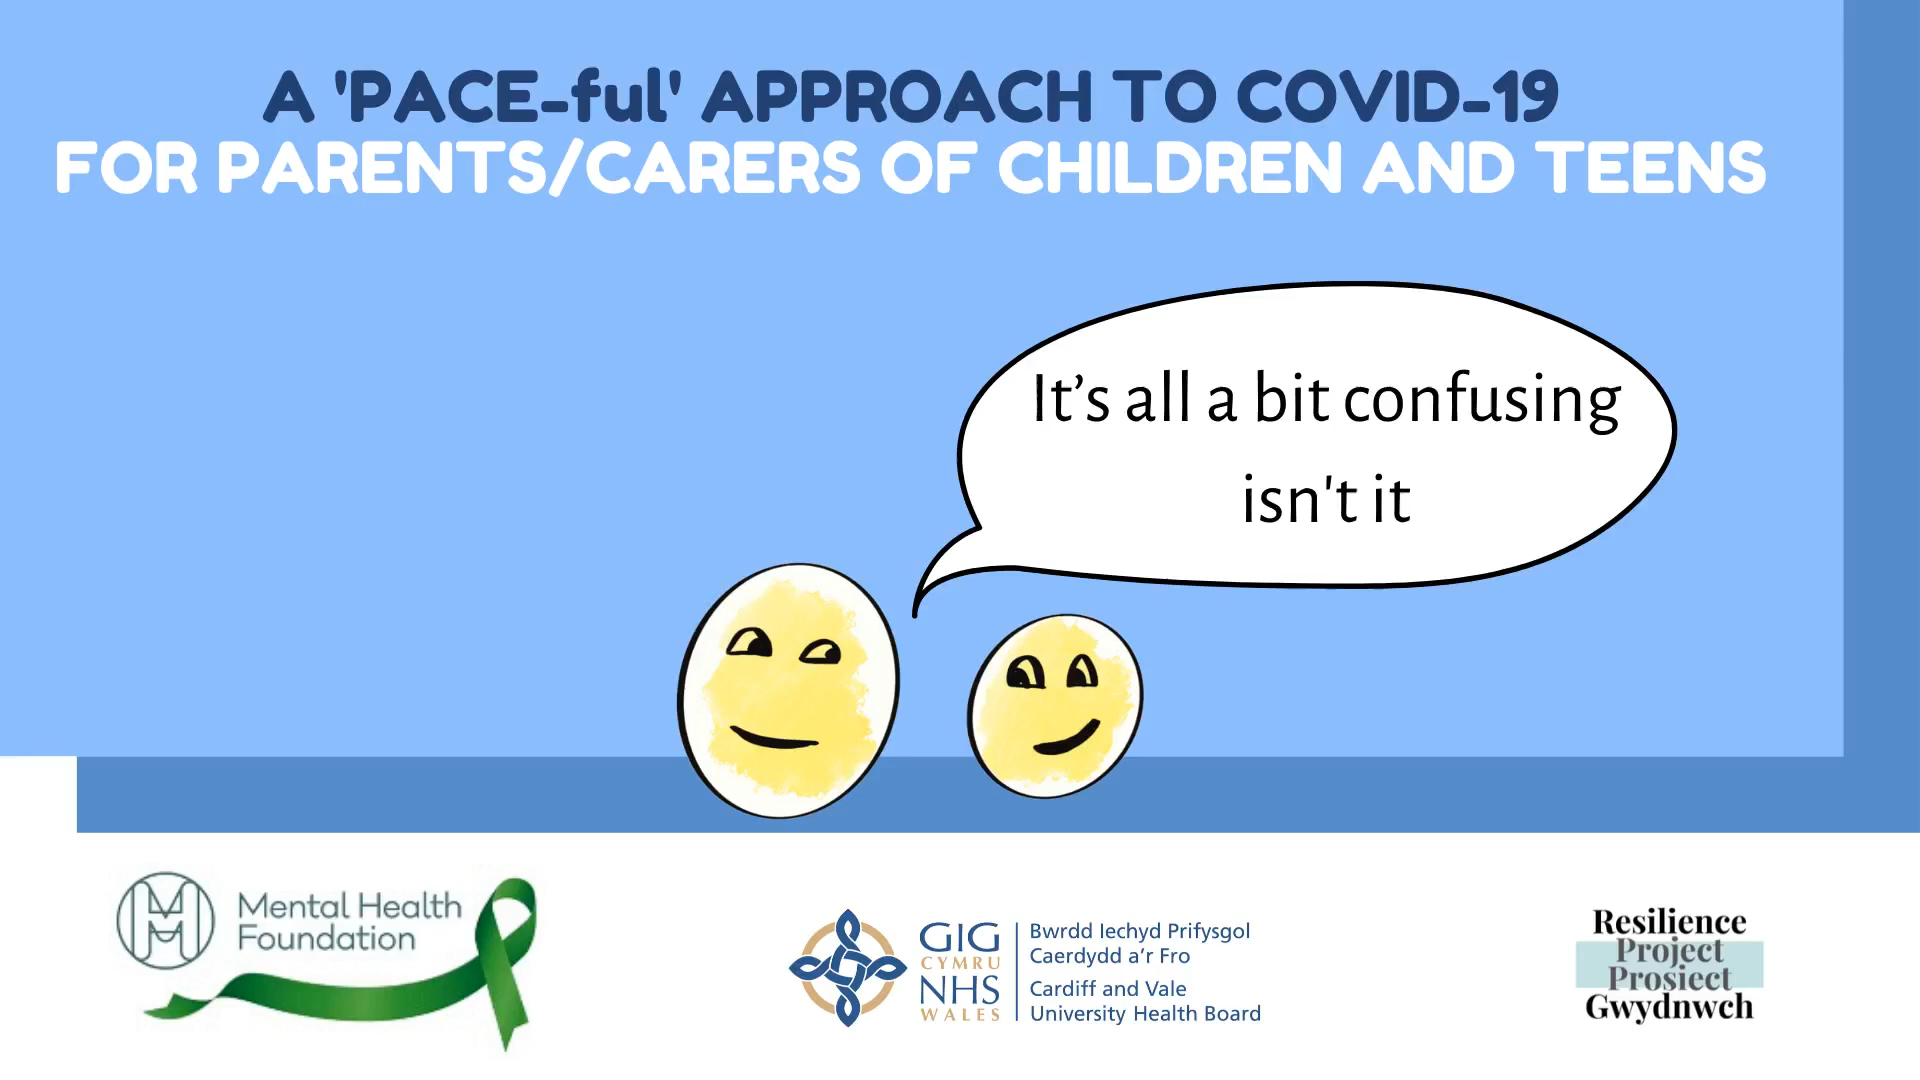 A 'PACE-ful' APPROACH TO COVID-19
FOR PARENTS/CARERS OF CHILDREN AND TEENS
It’s all a bit confusing
isn't it
Mental Health
Foundation
GIG
CYMRU
NHS
WALES
Bwrdd Iechyd Prifysgol
Caerdydd a’r Fro
Cardiff and Vale
University Health Board
Resilience
Project
Prosiect
Gwydnwch